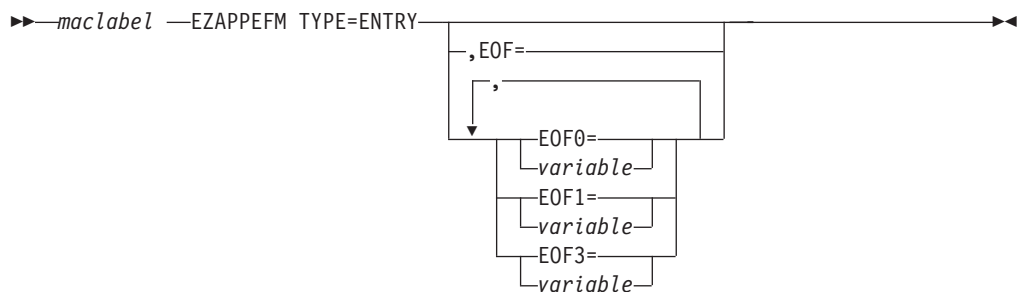 maclabel EZAPPEFM TYPE=ENTRY
,EOF=
,
EOF0=
variable
EOF1=
variable
EOF3=
variable